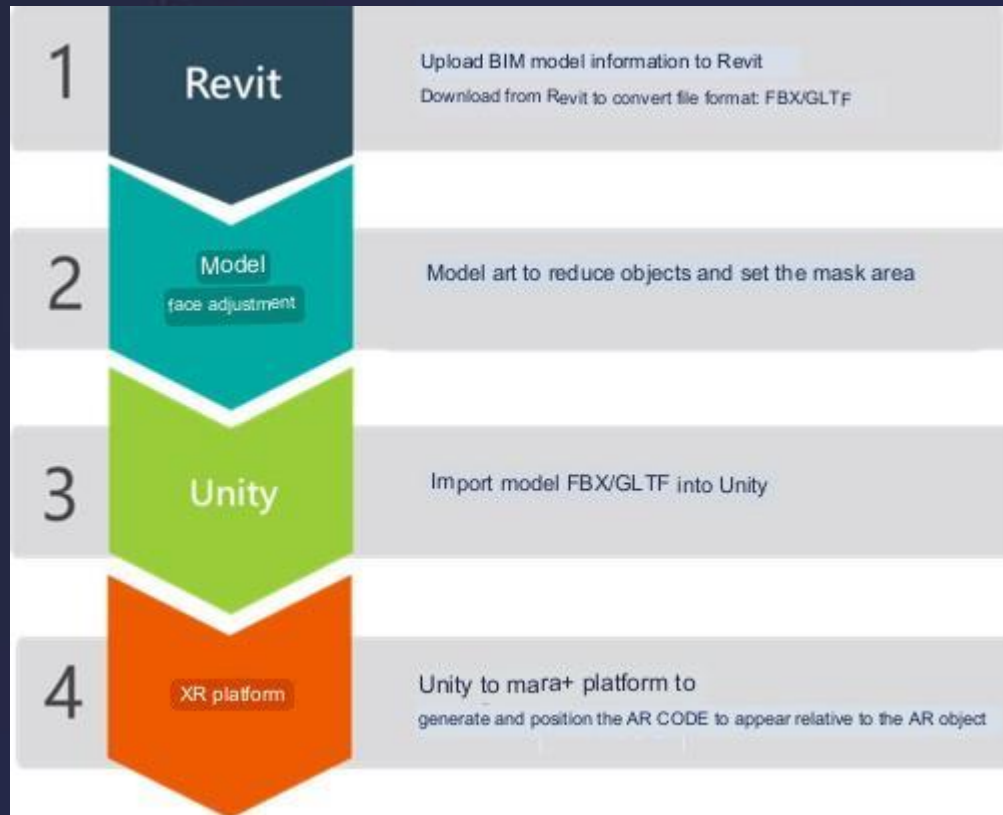 1
Revit
Upload BIM model information to Revit
Download from Revit to convert file format: FBX/GLTF
2
Model
face adjustment
Model art to reduce objects and set the mask area
3
Unity
Import model FBX/GLTF into Unity
4
XR platform
Unity to mara+ platform to
generate and position the AR CODE to appear relative to the AR object